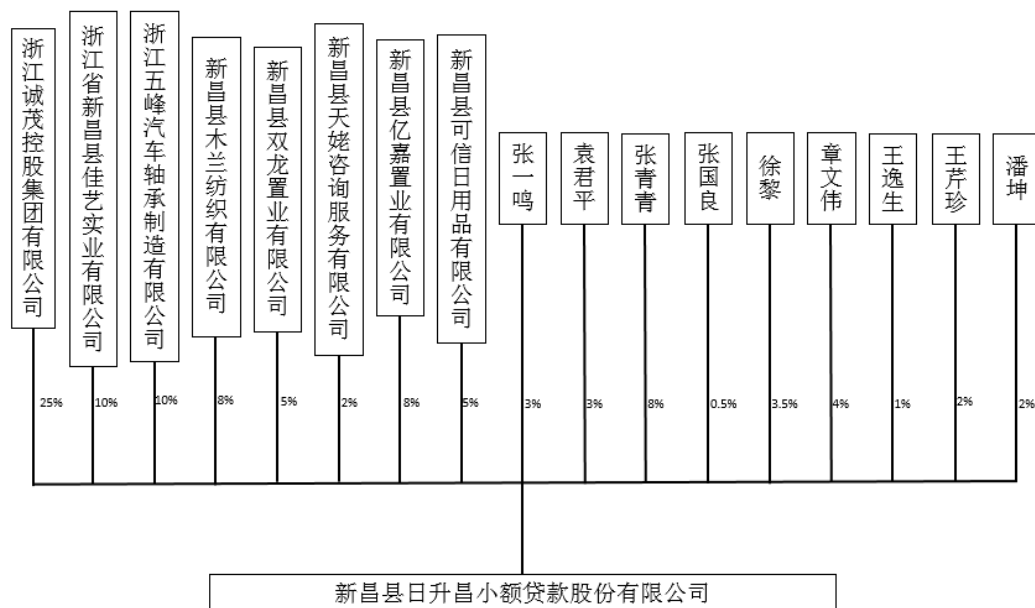 浙江诚茂控股集团有限公司
浙江省新昌县佳艺实业有限公司
浙江五峰汽车轴承制造有限公司
新昌县木兰纺织有限公司
新昌县双龙置业有限公司
新昌县天姥咨询服务有限公司
新昌县亿嘉置业有限公司
新昌县可信日用品有限公司
张一鸣
袁君平
张青青
张国良
徐黎
章文伟
王逸生
王芹珍
潘坤
25%
10%
10%
8%
5%
2%
8%
5%
3%
3%
8%
0.5%
3.5%
4%
1%
2%
2%
新昌县日升昌小额贷款股份有限公司